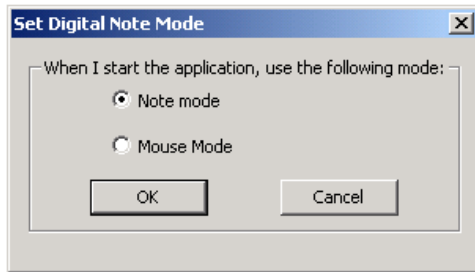 Set Digital Note Mode
When I start the application, use the following mode:
Note mode
Mouse Mode
OK Cancel